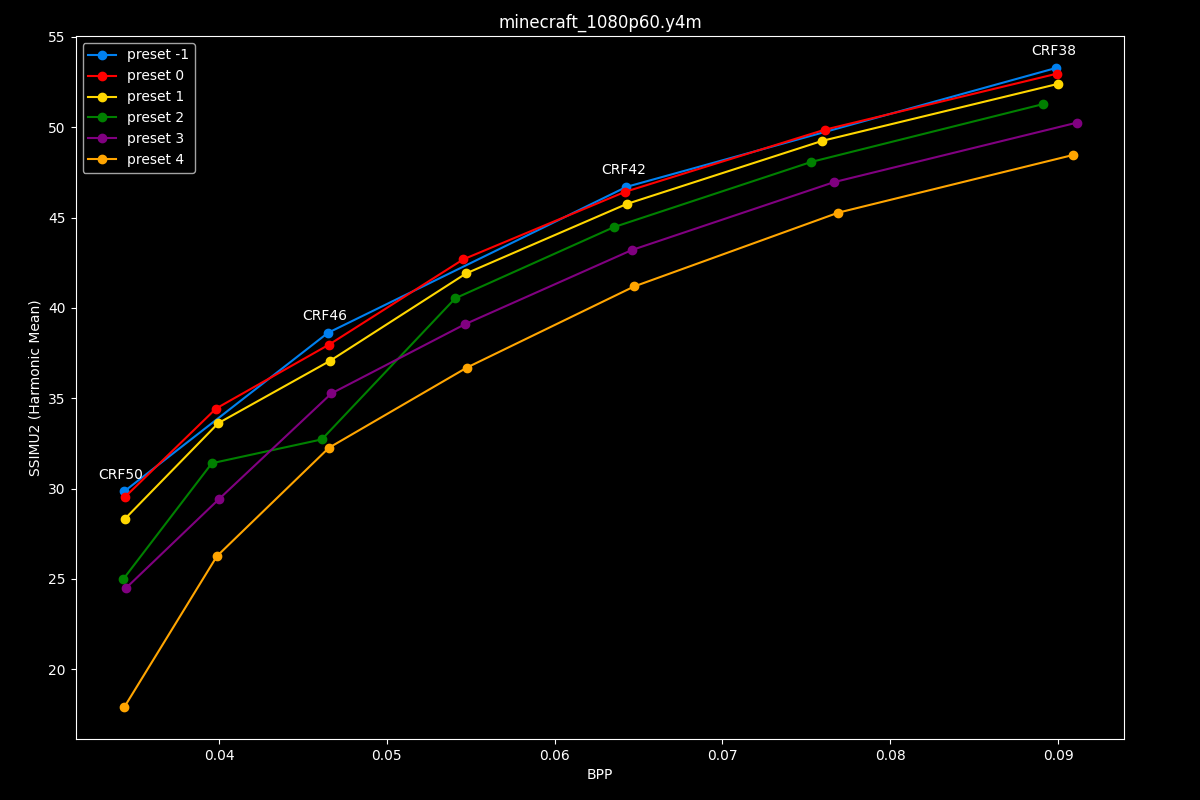 minecraft_1080p60.y4m
preset -1
preset 0
preset 1
preset 2
preset 3
preset 4
CRF38
CRF42
CRF46
CRF50
SSIMU2 (Harmonic Mean)
55
50
45
40
35
30
25
20
0.04 0.05 0.06 0.07 0.08 0.09
BPP